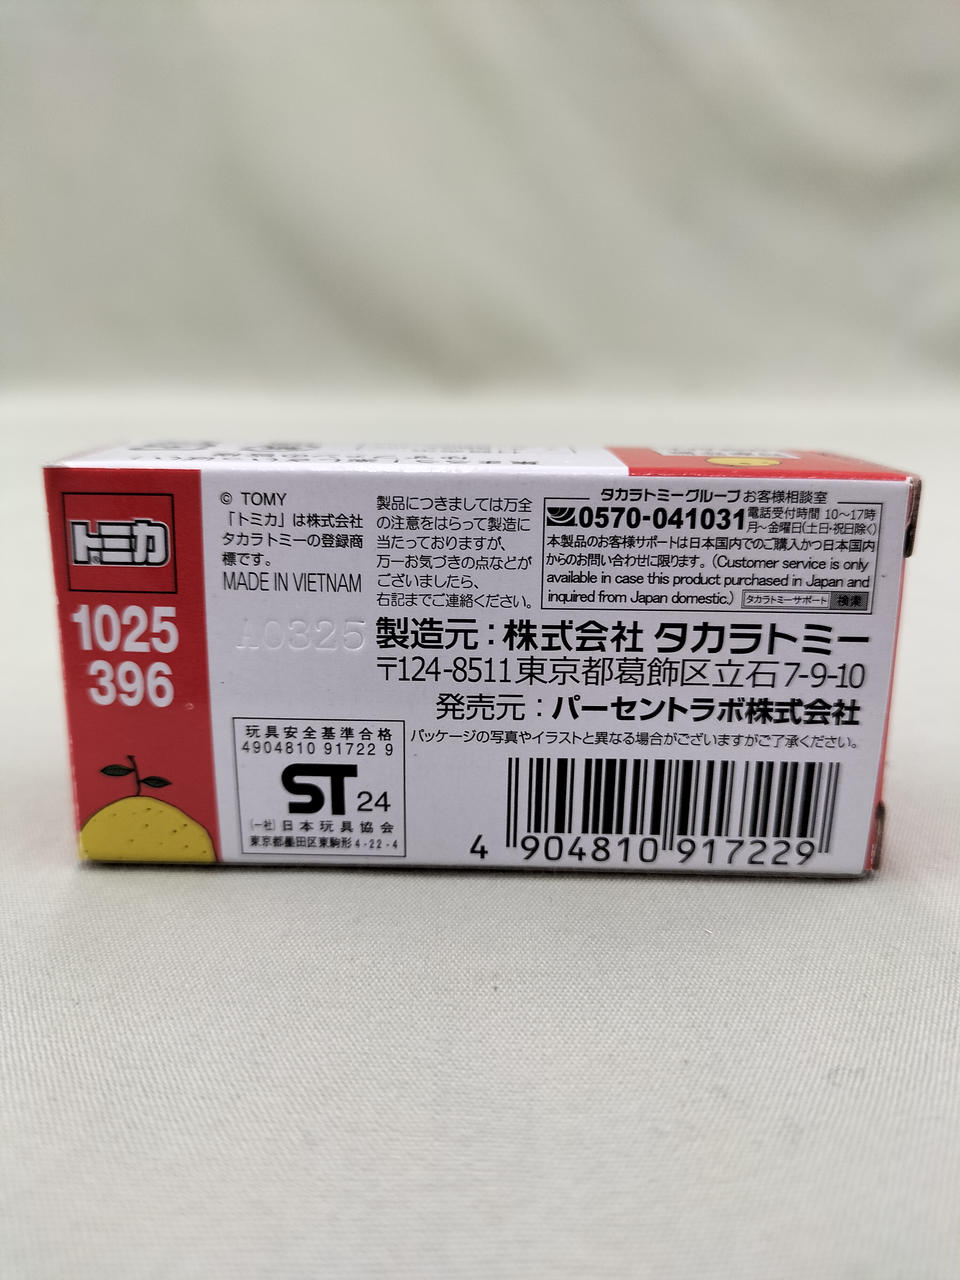 トミカ
1025
396
© TOMY
「トミカ」は株式会社
タカラトミーの登録商
標です。
MADE IN VIETNAM
A0325
製品につきましては万全
の注意をはらって製造に
当たっておりますが、
万一お気づきの点などが
ございましたら、
右記までご連絡ください。
タカラトミーグループ お客様相談室
0570-041031 電話受付時間 10〜17時
月〜金曜日(土日・祝日除く)
本製品のお客様サポートは日本国内でのご購入かつ日本国内
からのお問い合わせに限ります。(Customer service is only
available in case this product purchased in Japan and
inquired from Japan domestic.) タカラトミーサポート 検索
製造元：株式会社 タカラトミー
〒124-8511 東京都葛飾区立石7-9-10
発売元：パーセントラボ株式会社
パッケージの写真やイラストと異なる場合がございますがご了承ください。
玩具安全基準合格
4904810 91722 9
ST 24
(一社)日本玩具協会
東京都墨田区東駒形4-22-4
4 904810 917229